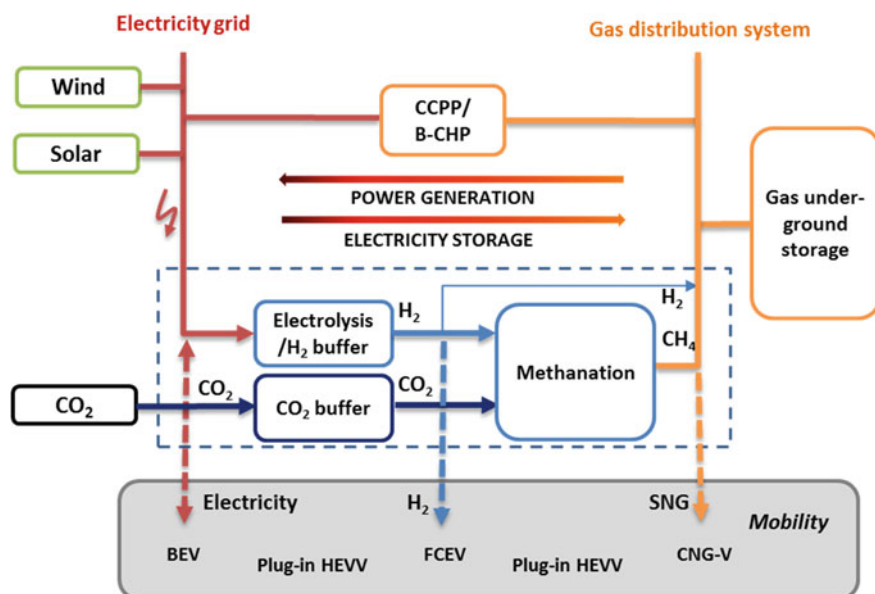 Electricity grid
Gas distribution system
Wind
CCPP/
B-CHP
Solar
Gas under-
ground
storage
POWER GENERATION
ELECTRICITY STORAGE
H₂
H₂
Electrolysis
/H₂ buffer
CH₄
Methanation
CO₂
CO₂
CO₂
CO₂ buffer
Electricity
H₂
SNG
Mobility
BEV
Plug-in HEVV
FCEV
Plug-in HEVV
CNG-V